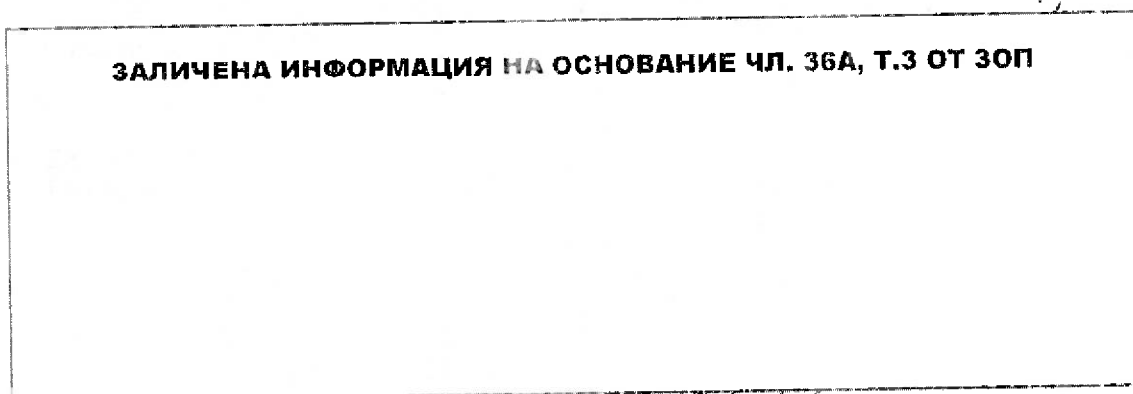 ЗАЛИЧЕНА ИНФОРМАЦИЯ НА ОСНОВАНИЕ ЧЛ. 36А, Т.3 ОТ ЗОП